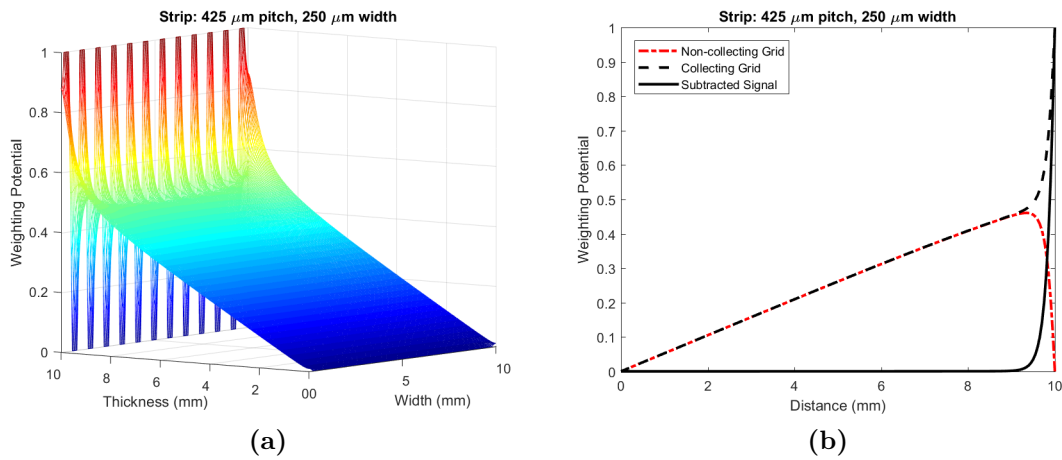 Strip: 425 μm pitch, 250 μm width
1
0.8
0.6
0.4
0.2
0
Weighting Potential
10
8
6
4
2
0
Thickness (mm)
0
5
10
Width (mm)
(a)
Strip: 425 μm pitch, 250 μm width
Non-collecting Grid
Collecting Grid
Subtracted Signal
1
0.9
0.8
0.7
0.6
0.5
0.4
0.3
0.2
0.1
0
Weighting Potential
0
2
4
6
8
10
Distance (mm)
(b)